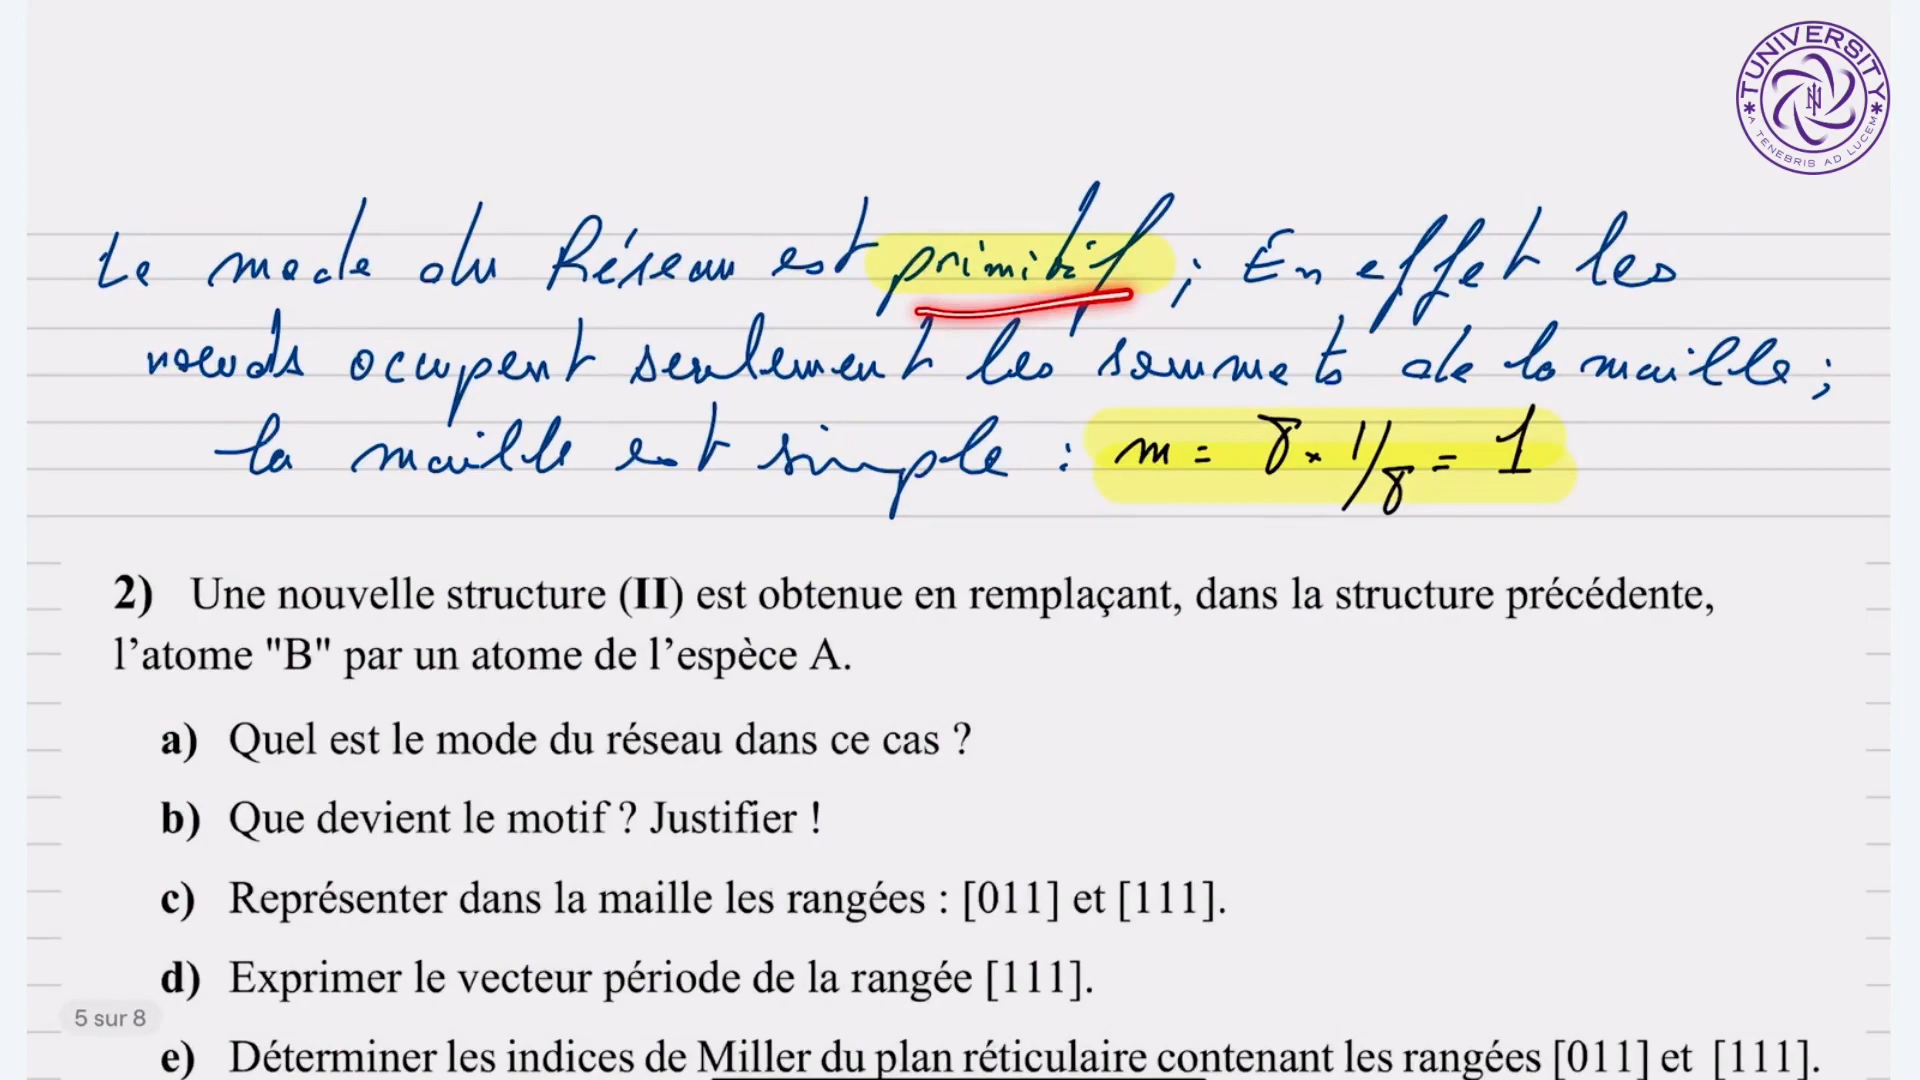 TUNIVERSITY
A TENEBRIS AD LUCEM
Le mode du Réseau est primitif ; En effet les
noeuds occupent seulement les sommets de la maille ;
la maille est simple : m = 8 × 1/8 = 1
2) Une nouvelle structure (II) est obtenue en remplaçant, dans la structure précédente,
l’atome "B" par un atome de l’espèce A.
a) Quel est le mode du réseau dans ce cas ?
b) Que devient le motif ? Justifier !
c) Représenter dans la maille les rangées : [011] et [111].
d) Exprimer le vecteur période de la rangée [111].
5 sur 8
e) Déterminer les indices de Miller du plan réticulaire contenant les rangées [011] et [111].